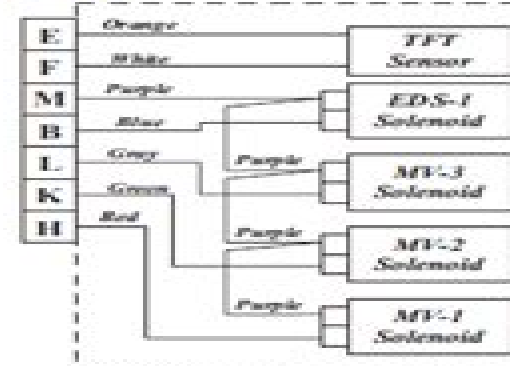 E
Orange
TFT
Sensor
F
White
M
Purple
EDS-1
Solenoid
B
Blue
Purple
L
Gray
MV-3
Solenoid
K
Green
Purple
H
Red
MV-2
Solenoid
Purple
MV-1
Solenoid